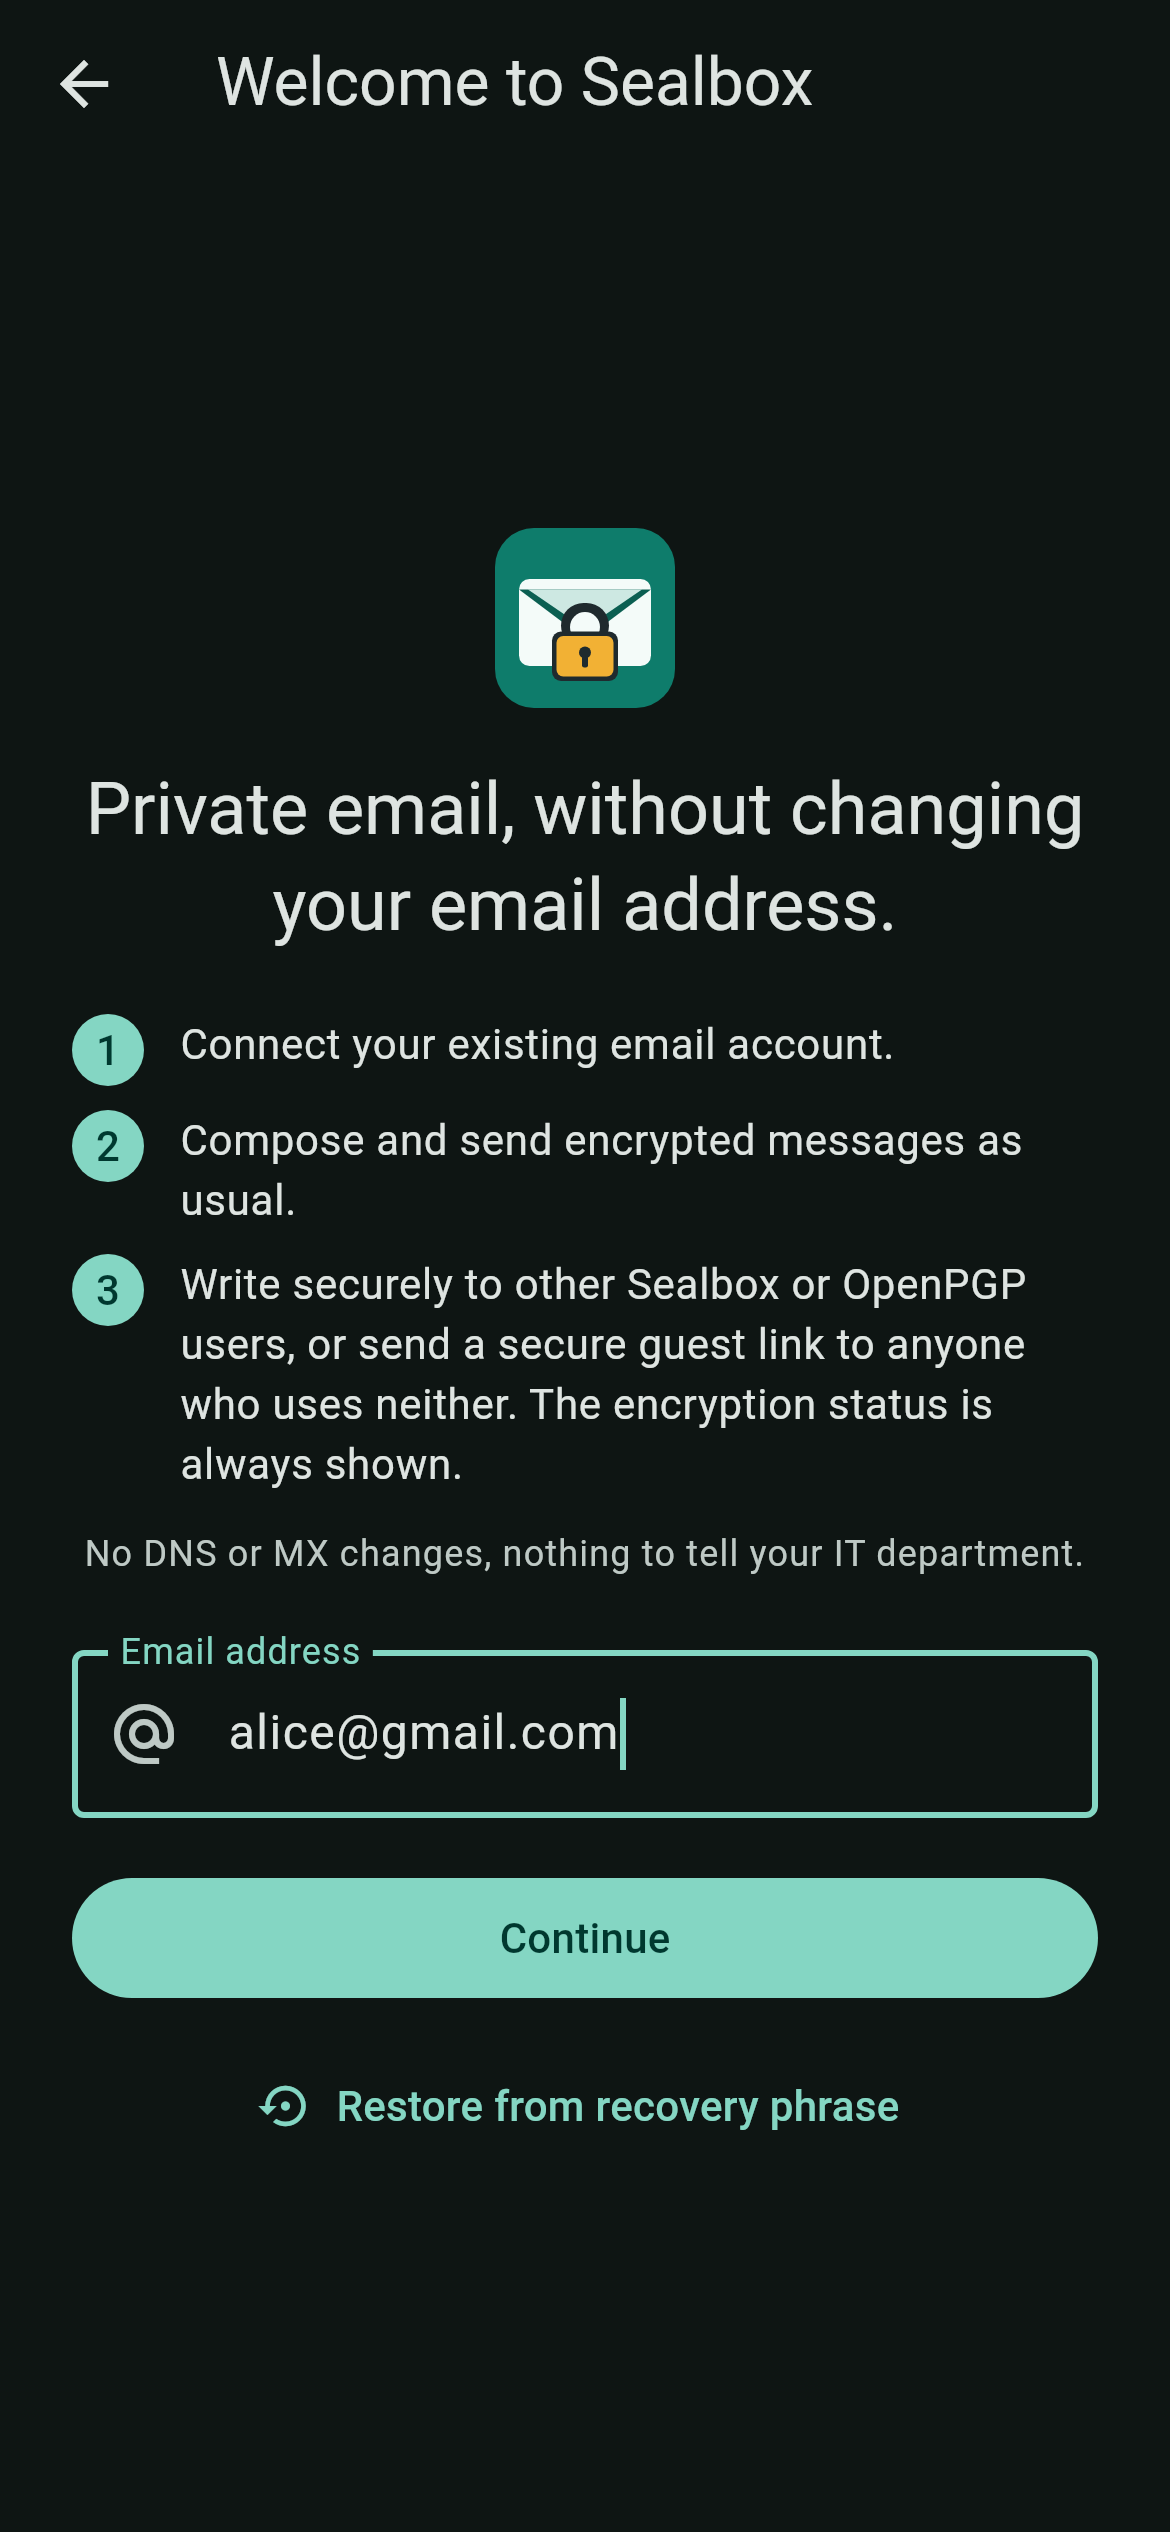 Welcome to Sealbox
Private email, without changing
your email address.
1 Connect your existing email account.
2 Compose and send encrypted messages as
usual.
3 Write securely to other Sealbox or OpenPGP
users, or send a secure guest link to anyone
who uses neither. The encryption status is
always shown.
No DNS or MX changes, nothing to tell your IT department.
Email address
alice@gmail.com
Continue
Restore from recovery phrase